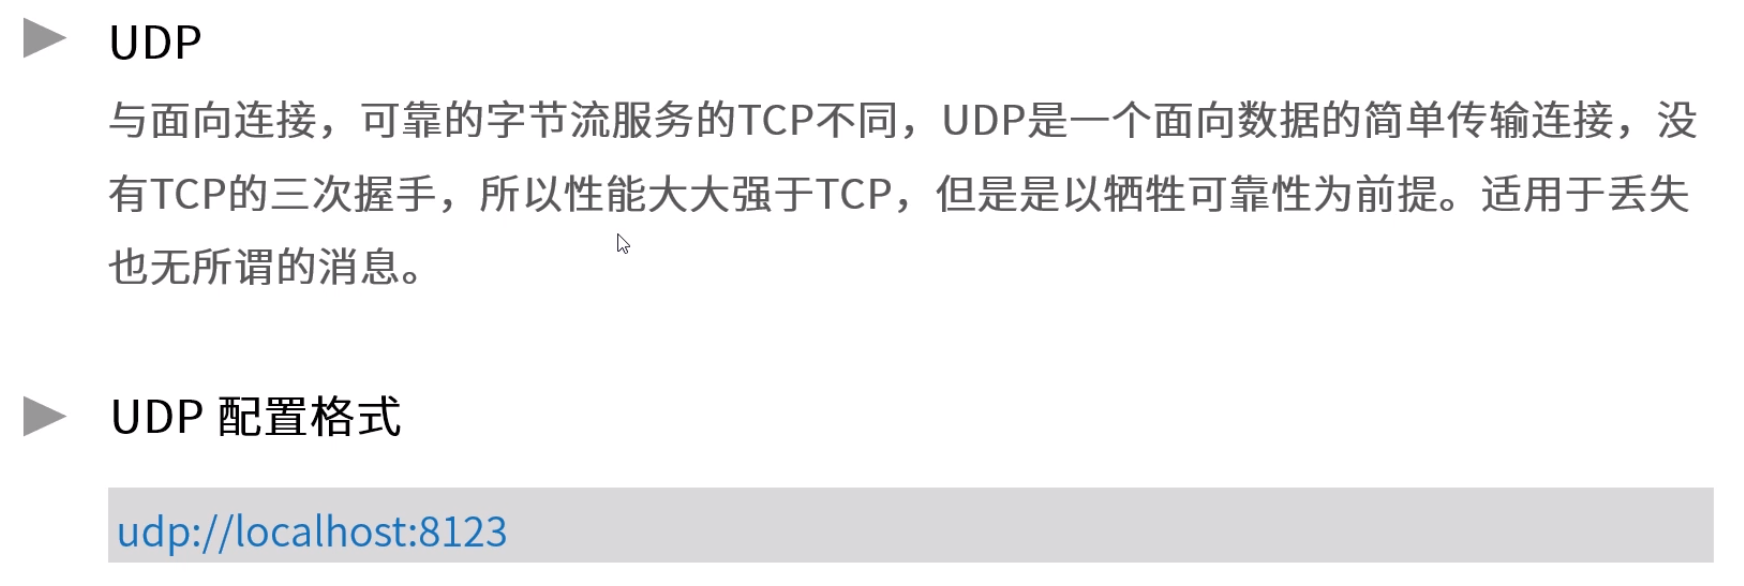 UDP
与面向连接，可靠的字节流服务的TCP不同，UDP是一个面向数据的简单传输连接，没
有TCP的三次握手，所以性能大大强于TCP，但是是以牺牲可靠性为前提。适用于丢失
也无所谓的消息。
UDP 配置格式
udp://localhost:8123